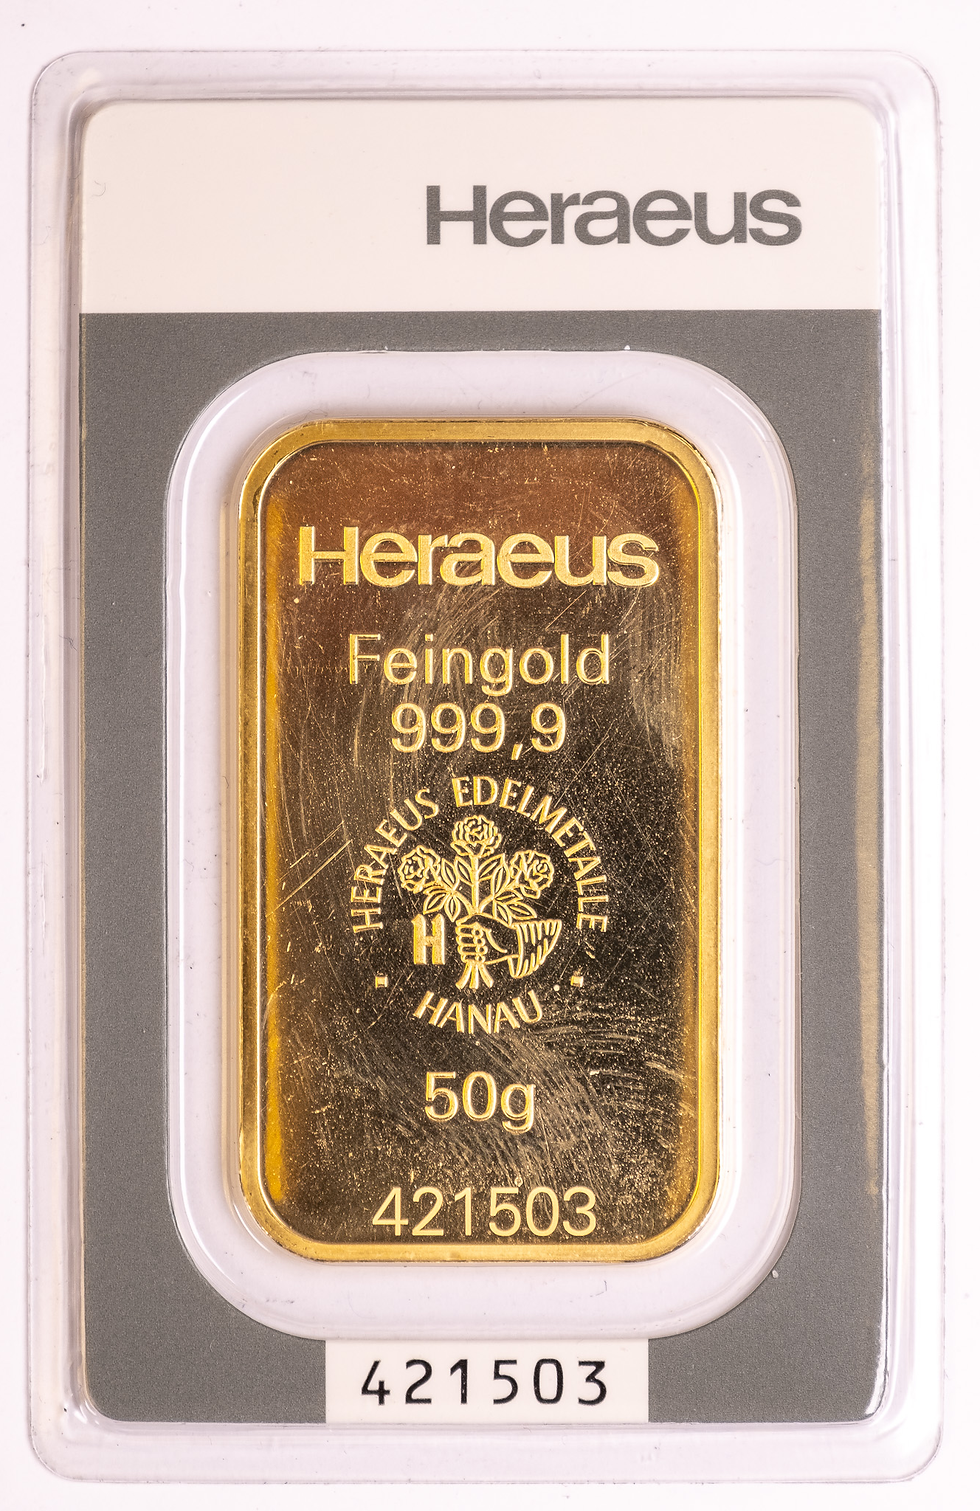 Heraeus
Heraeus
Feingold
999,9
HERAEUS EDELMETALLE
H
HANAU
50g
421503
421503